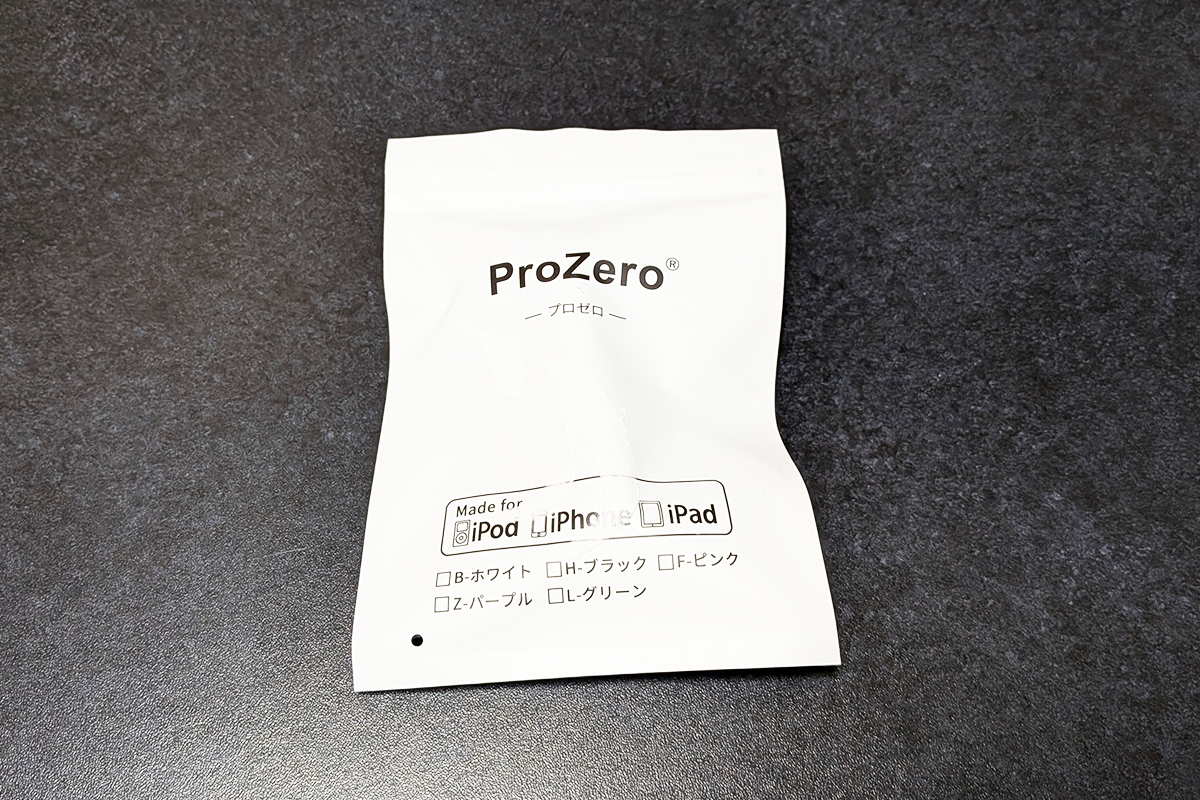 ProZero®
— プロゼロ —
Made for
iPod iPhone iPad
□B-ホワイト □H-ブラック □F-ピンク
□Z-パープル □L-グリーン